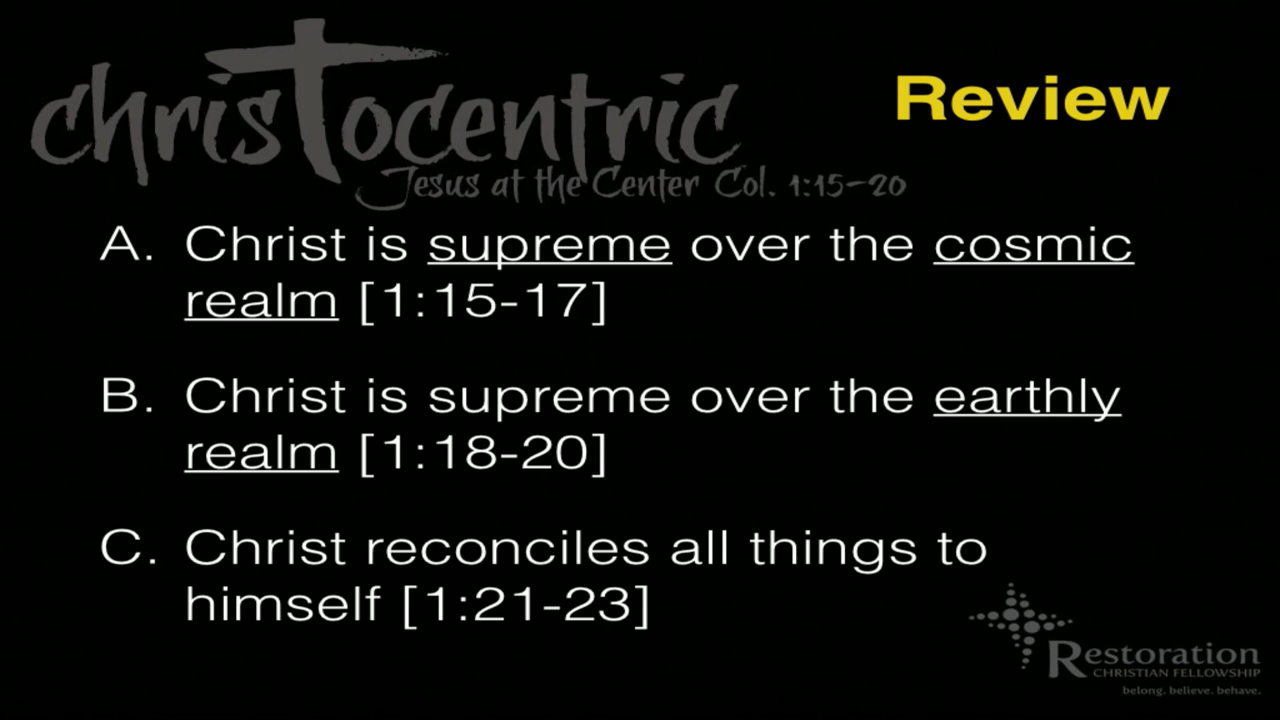 chrisTocentric
Review
Jesus at the Center Col. 1:15-20
A. Christ is supreme over the cosmic
realm [1:15-17]
B. Christ is supreme over the earthly
realm [1:18-20]
C. Christ reconciles all things to
himself [1:21-23]
Restoration
CHRISTIAN FELLOWSHIP
belong. believe. behave.